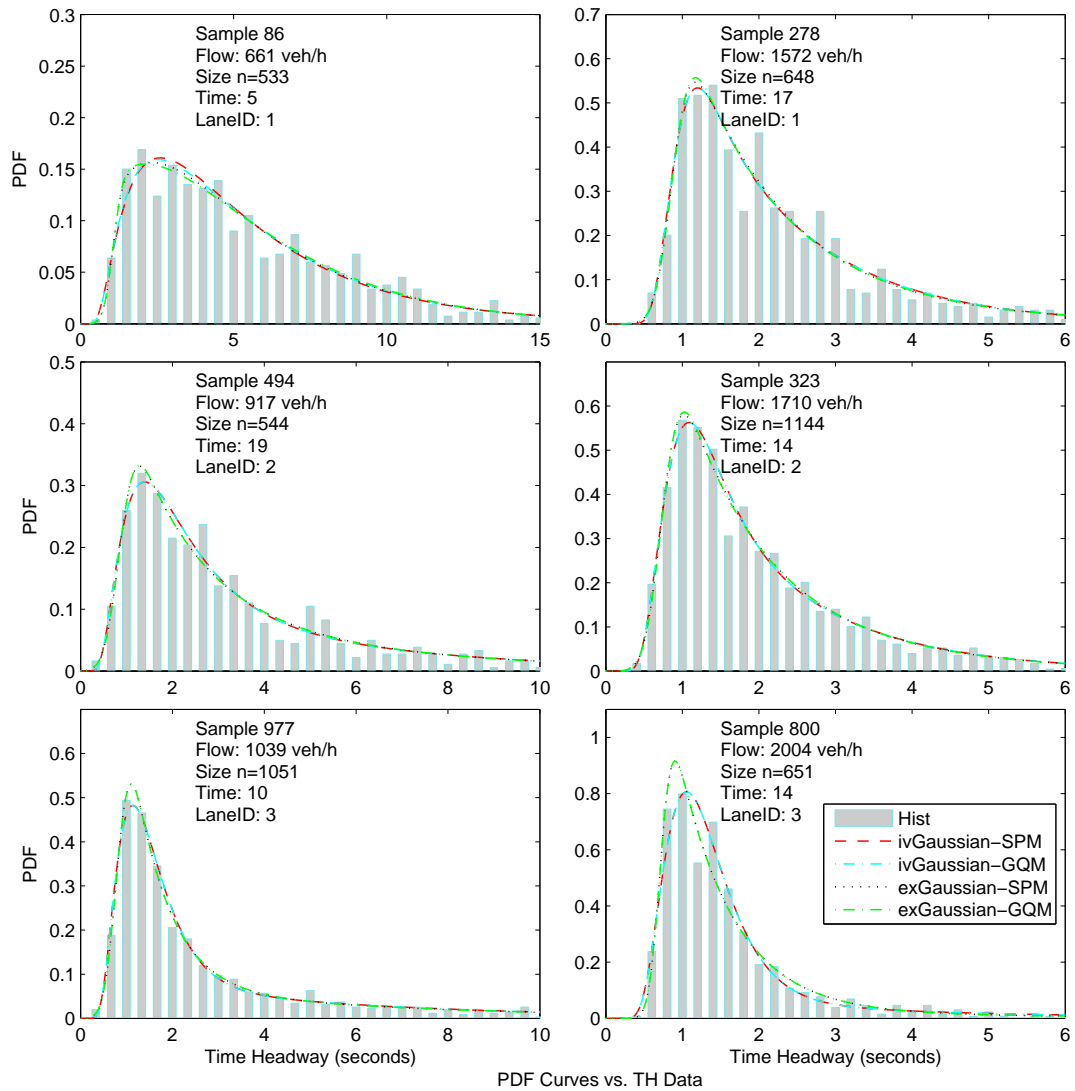 0.3
0.25
0.2
0.15
0.1
0.05
0
PDF
Sample 86
Flow: 661 veh/h
Size n=533
Time: 5
LaneID: 1
0 5 10 15
0.7
0.6
0.5
0.4
0.3
0.2
0.1
0
Sample 278
Flow: 1572 veh/h
Size n=648
Time: 17
LaneID: 1
0 1 2 3 4 5 6
0.5
0.4
0.3
0.2
0.1
0
PDF
Sample 494
Flow: 917 veh/h
Size n=544
Time: 19
LaneID: 2
0 2 4 6 8 10
0.6
0.5
0.4
0.3
0.2
0.1
0
Sample 323
Flow: 1710 veh/h
Size n=1144
Time: 14
LaneID: 2
0 1 2 3 4 5 6
0.6
0.5
0.4
0.3
0.2
0.1
0
PDF
Sample 977
Flow: 1039 veh/h
Size n=1051
Time: 10
LaneID: 3
0 2 4 6 8 10
Time Headway (seconds)
1
0.8
0.6
0.4
0.2
0
Sample 800
Flow: 2004 veh/h
Size n=651
Time: 14
LaneID: 3
Hist
ivGaussian−SPM
ivGaussian−GQM
exGaussian−SPM
exGaussian−GQM
0 1 2 3 4 5 6
Time Headway (seconds)
PDF Curves vs. TH Data